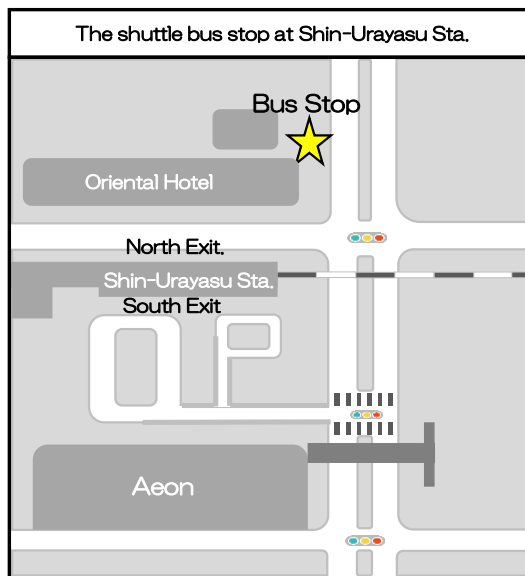 The shuttle bus stop at Shin-Urayasu Sta.
Bus Stop
Oriental Hotel
North Exit.
Shin-Urayasu Sta.
South Exit
Aeon